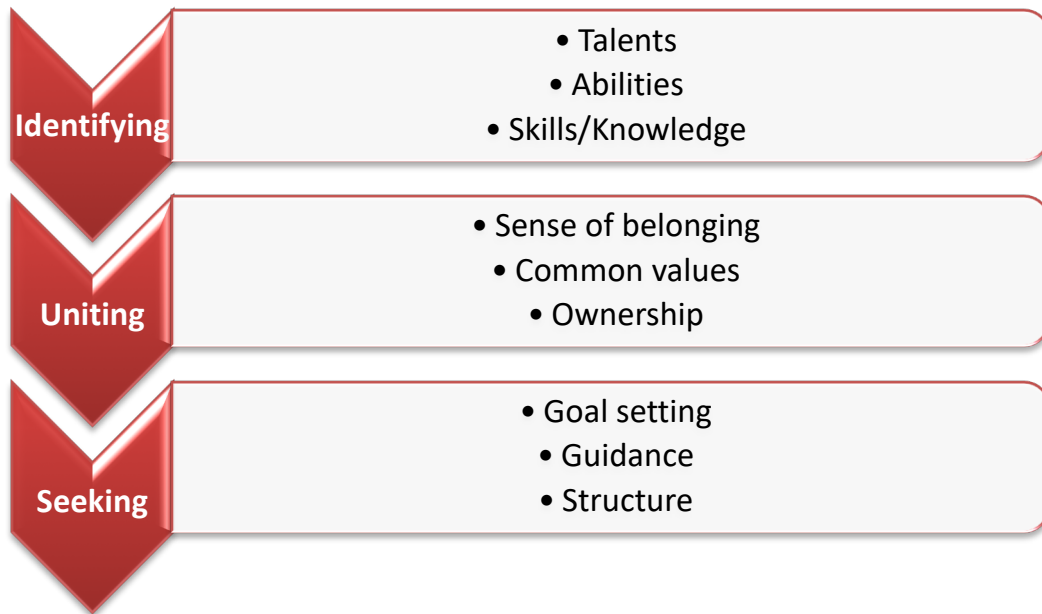 Identifying
• Talents
• Abilities
• Skills/Knowledge
Uniting
• Sense of belonging
• Common values
• Ownership
Seeking
• Goal setting
• Guidance
• Structure